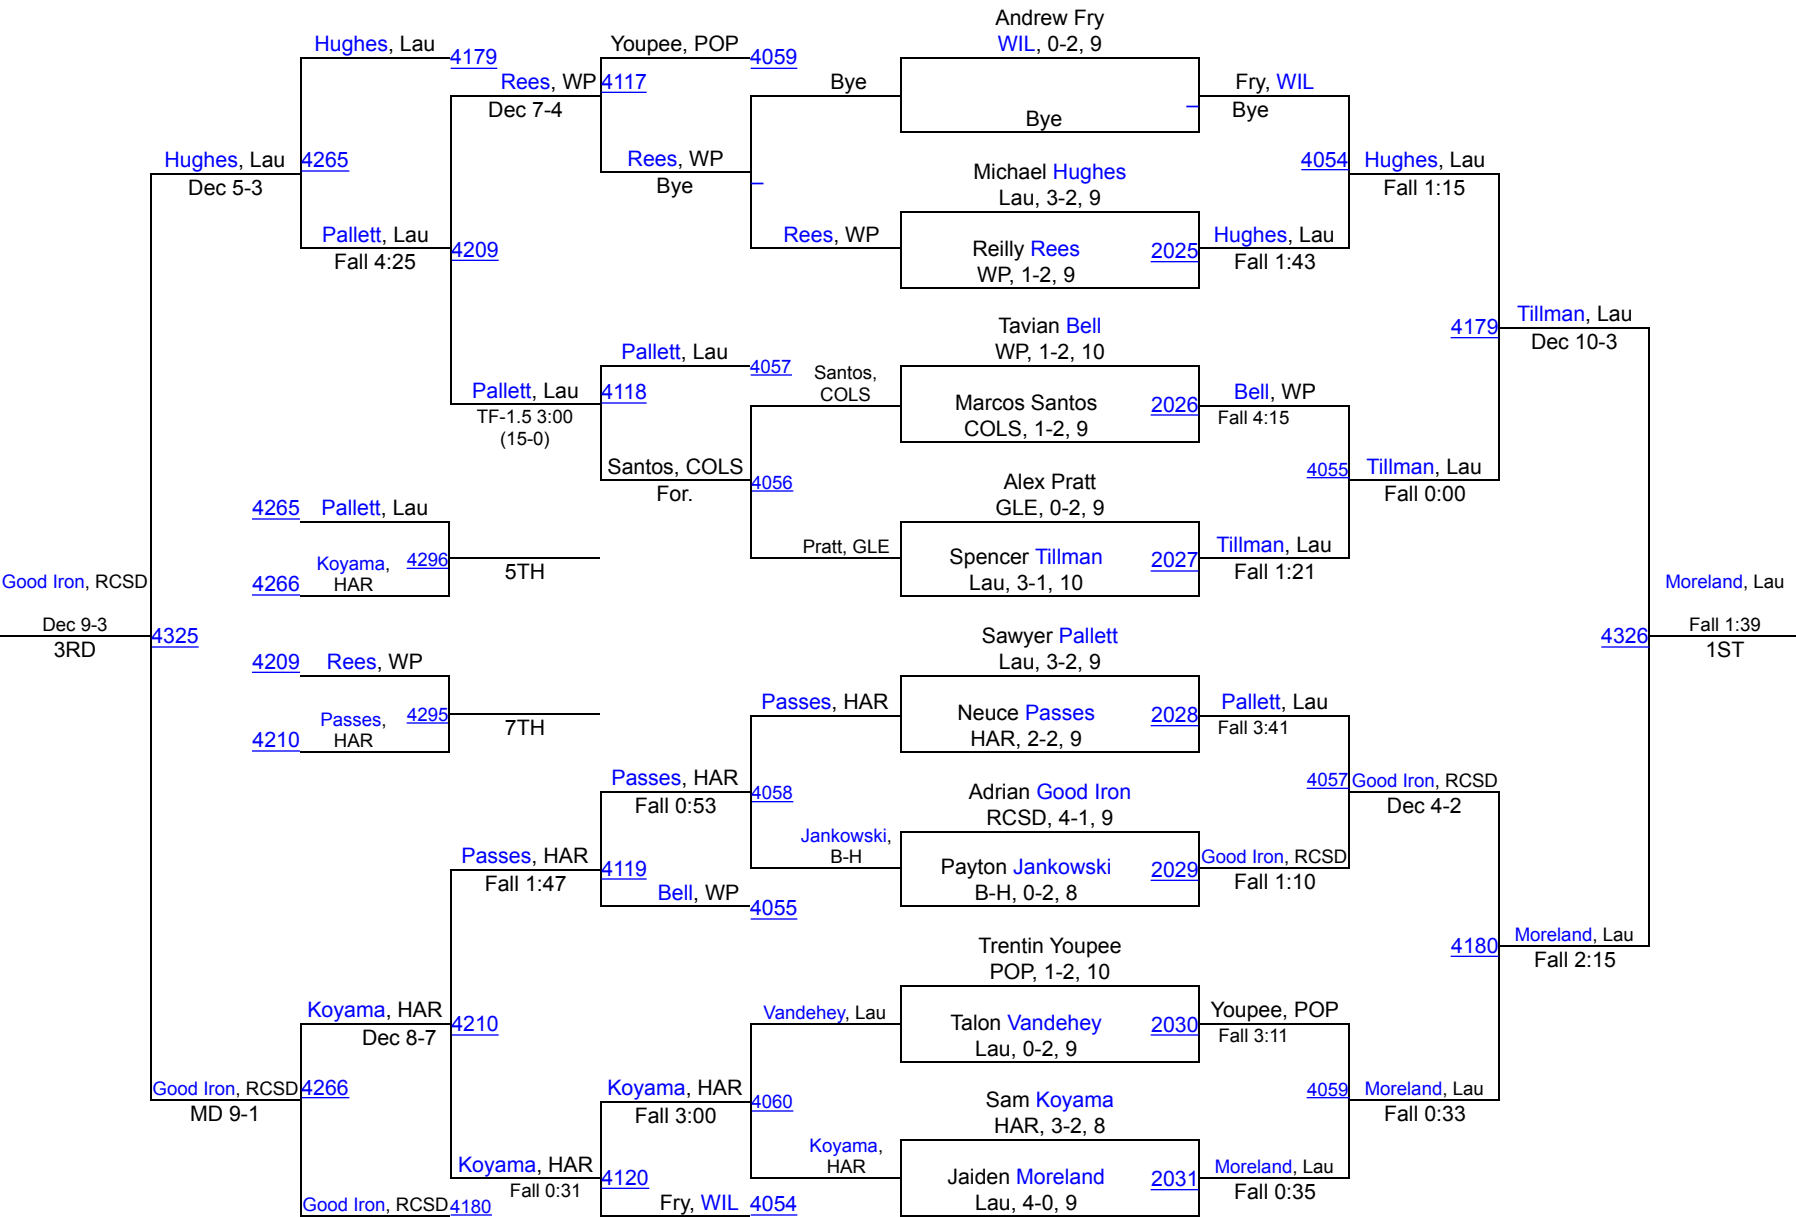 Andrew Fry
WIL, 0-2, 9
Bye
Michael Hughes
Lau, 3-2, 9
Reilly Rees
WP, 1-2, 9
2025
Tavian Bell
WP, 1-2, 10
Marcos Santos
COLS, 1-2, 9
2026
Alex Pratt
GLE, 0-2, 9
Spencer Tillman
Lau, 3-1, 10
2027
Sawyer Pallett
Lau, 3-2, 9
Neuce Passes
HAR, 2-2, 9
2028
Adrian Good Iron
RCSD, 4-1, 9
Payton Jankowski
B-H, 0-2, 8
2029
Trentin Youpee
POP, 1-2, 10
Talon Vandehey
Lau, 0-2, 9
2030
Sam Koyama
HAR, 3-2, 8
Jaiden Moreland
Lau, 4-0, 9
2031
Fry, WIL
Bye
4054
Hughes, Lau
Fall 1:43
Bell, WP
Fall 4:15
4055
Tillman, Lau
Fall 1:21
Pallett, Lau
Fall 3:41
4057
Good Iron, RCSD
Fall 1:10
Youpee, POP
Fall 3:11
4059
Moreland, Lau
Fall 0:35
Hughes, Lau
Fall 1:15
4179
Tillman, Lau
Fall 0:00
Good Iron, RCSD
Dec 4-2
4180
Moreland, Lau
Fall 0:33
Tillman, Lau
Dec 10-3
4326
Moreland, Lau
Fall 2:15
Moreland, Lau
Fall 1:39
1ST
Bye
Rees, WP
Santos,
COLS
4056
Pratt, GLE
Passes, HAR
4058
Jankowski,
B-H
Vandehey, Lau
4060
Koyama,
HAR
Youpee, POP
4059
4117
Rees, WP
Bye
Pallett, Lau
4057
4118
Santos, COLS
For.
Passes, HAR
Fall 0:53
4119
Bell, WP
4055
Koyama, HAR
Fall 3:00
4120
Fry, WIL
4054
Rees, WP
Dec 7-4
4209
Pallett, Lau
TF-1.5 3:00
(15-0)
Passes, HAR
Fall 1:47
4210
Koyama, HAR
Fall 0:31
Hughes, Lau
4179
4265
Pallett, Lau
Fall 4:25
Koyama, HAR
Dec 8-7
4266
Good Iron, RCSD
4180
Hughes, Lau
Dec 5-3
4325
Good Iron, RCSD
MD 9-1
Good Iron, RCSD
Dec 9-3
3RD
4265
Pallett, Lau
4266
Koyama,
HAR
4296
5TH
4209
Rees, WP
4210
Passes,
HAR
4295
7TH